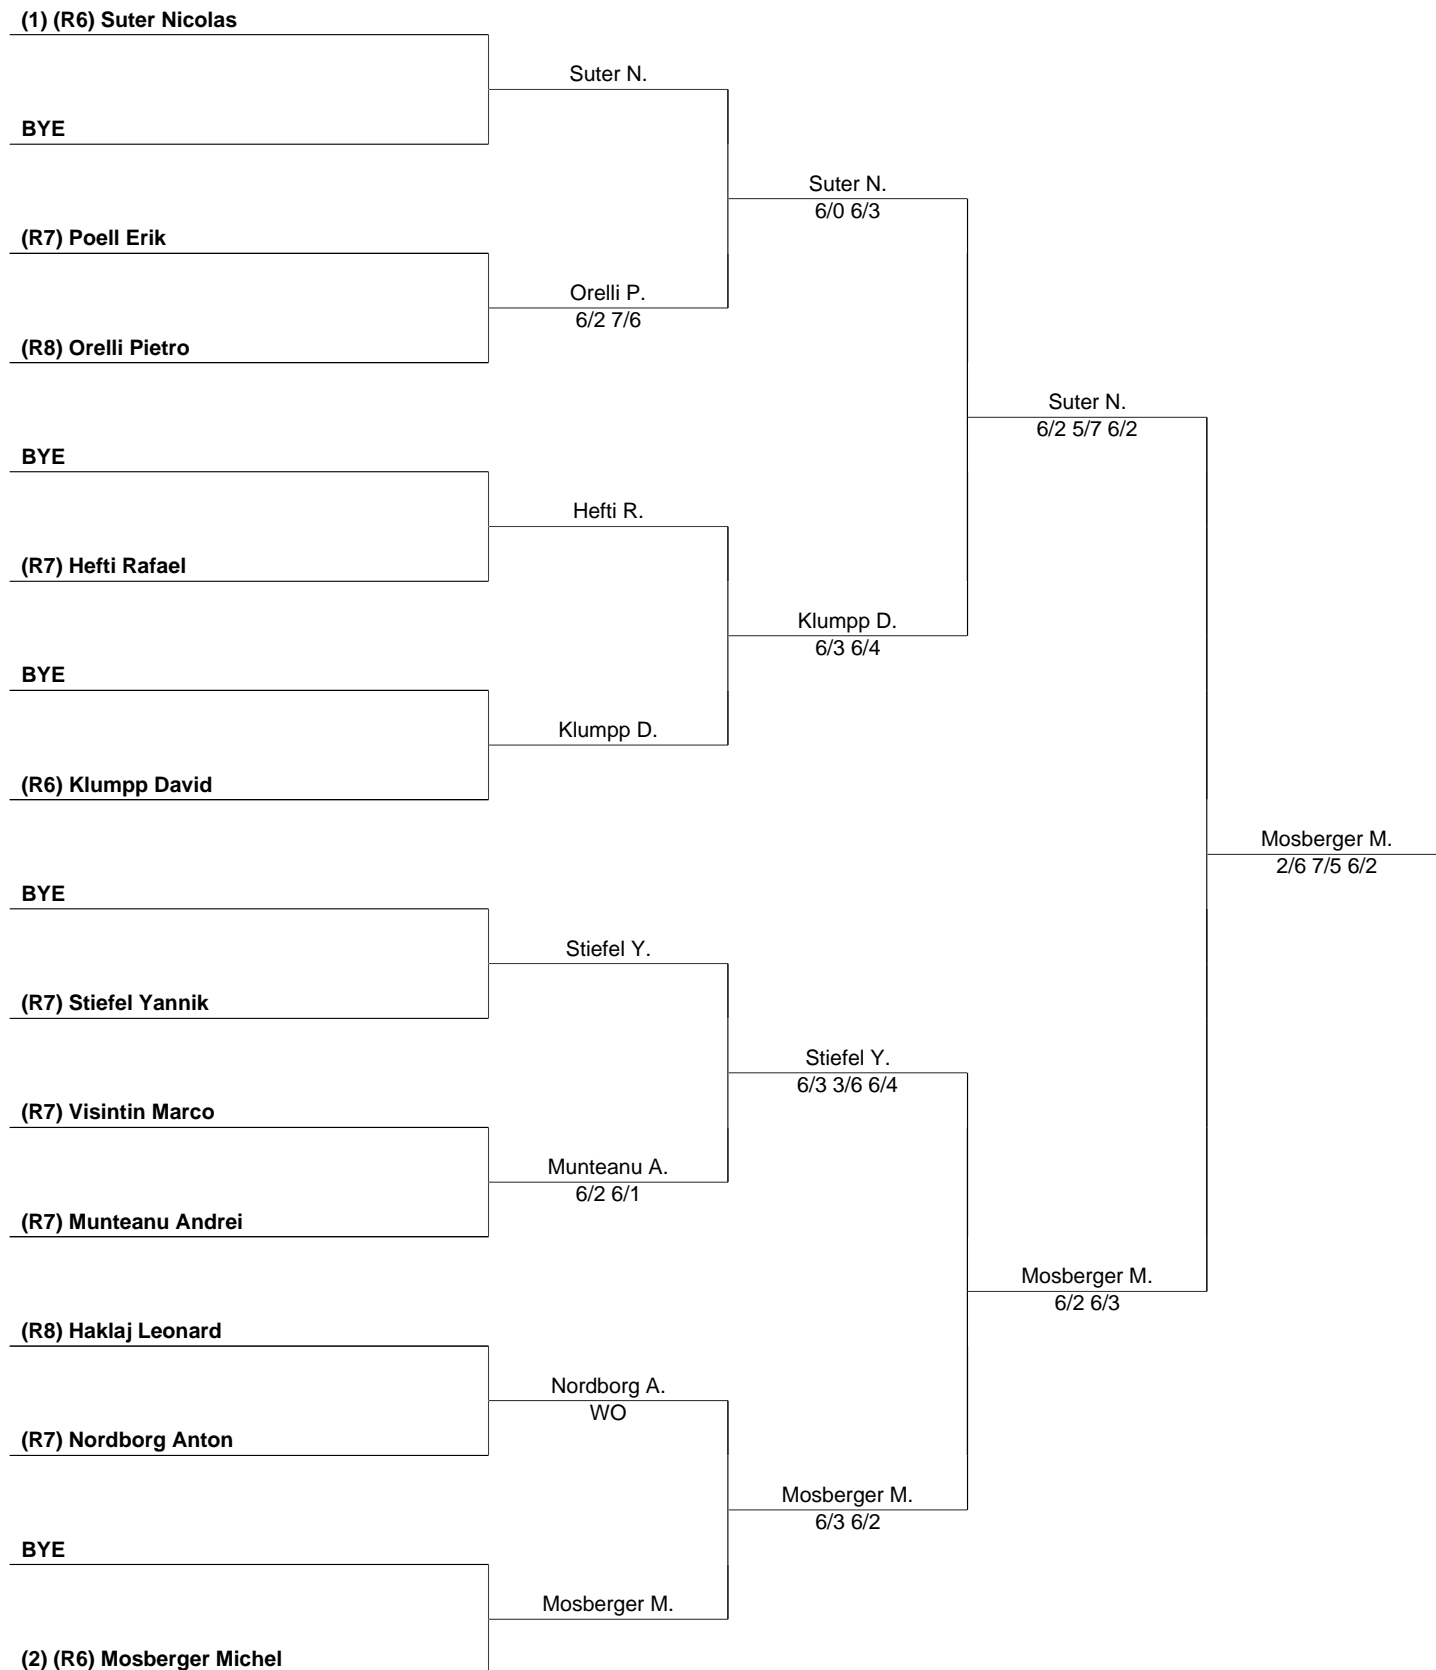 (1) (R6) Suter Nicolas
Suter N.
BYE
Suter N.
6/0 6/3
(R7) Poell Erik
Orelli P.
6/2 7/6
(R8) Orelli Pietro
Suter N.
6/2 5/7 6/2
BYE
Hefti R.
(R7) Hefti Rafael
Klumpp D.
6/3 6/4
BYE
Klumpp D.
(R6) Klumpp David
Mosberger M.
2/6 7/5 6/2
BYE
Stiefel Y.
(R7) Stiefel Yannik
Stiefel Y.
6/3 3/6 6/4
(R7) Visintin Marco
Munteanu A.
6/2 6/1
(R7) Munteanu Andrei
Mosberger M.
6/2 6/3
(R8) Haklaj Leonard
Nordborg A.
WO
(R7) Nordborg Anton
Mosberger M.
6/3 6/2
BYE
Mosberger M.
(2) (R6) Mosberger Michel